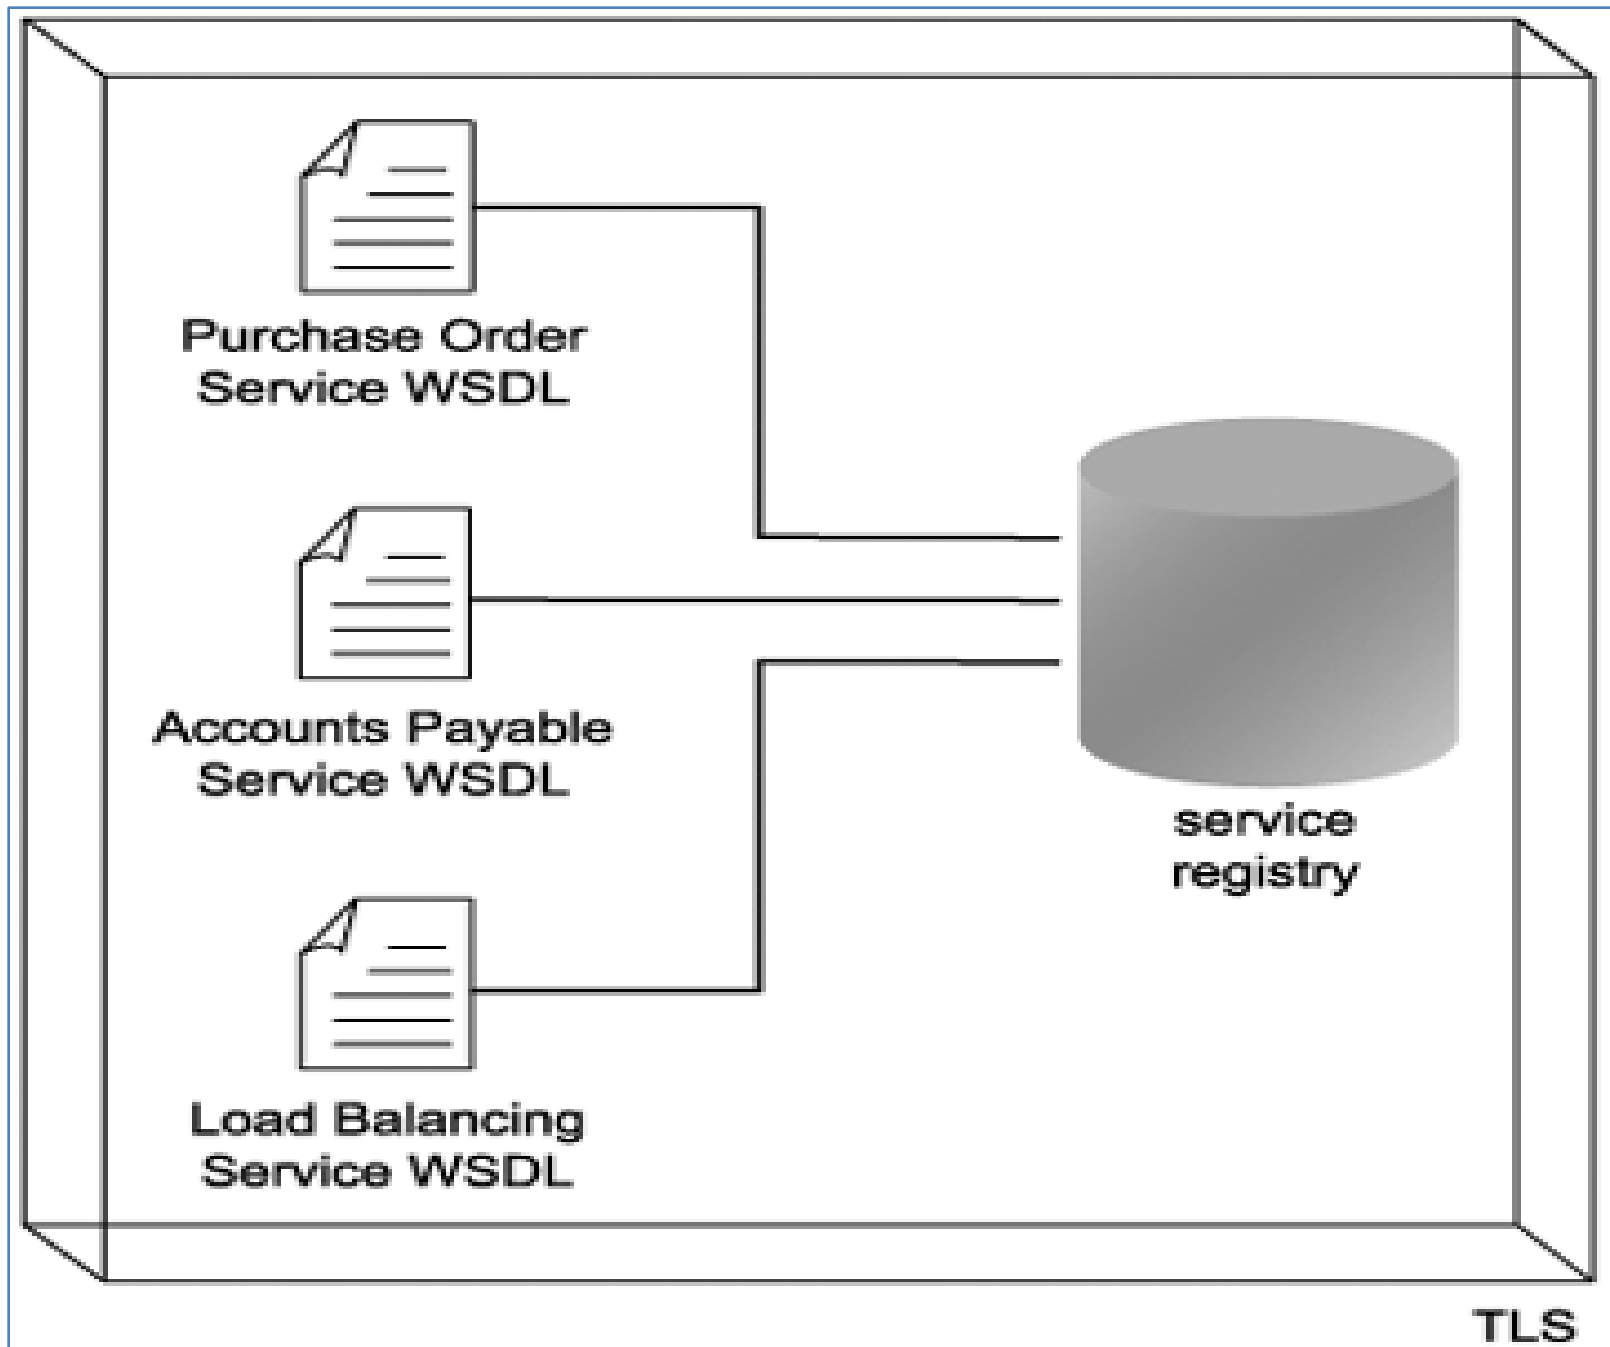 Purchase Order
Service WSDL
Accounts Payable
Service WSDL
service
registry
Load Balancing
Service WSDL
TLS